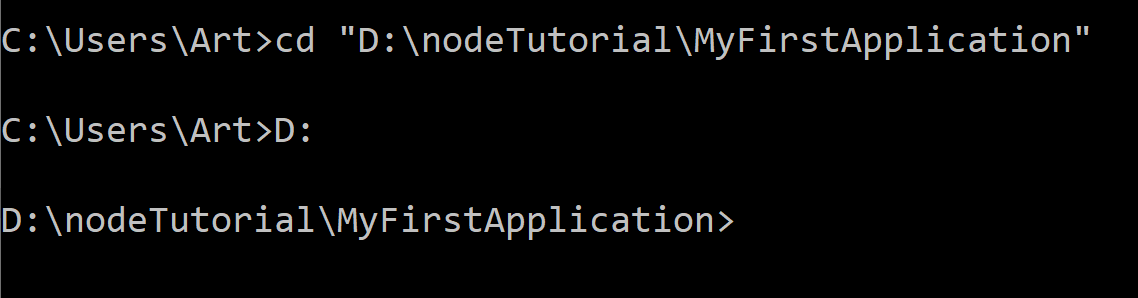 C:\Users\Art>cd "D:\nodeTutorial\MyFirstApplication"
C:\Users\Art>D:
D:\nodeTutorial\MyFirstApplication>